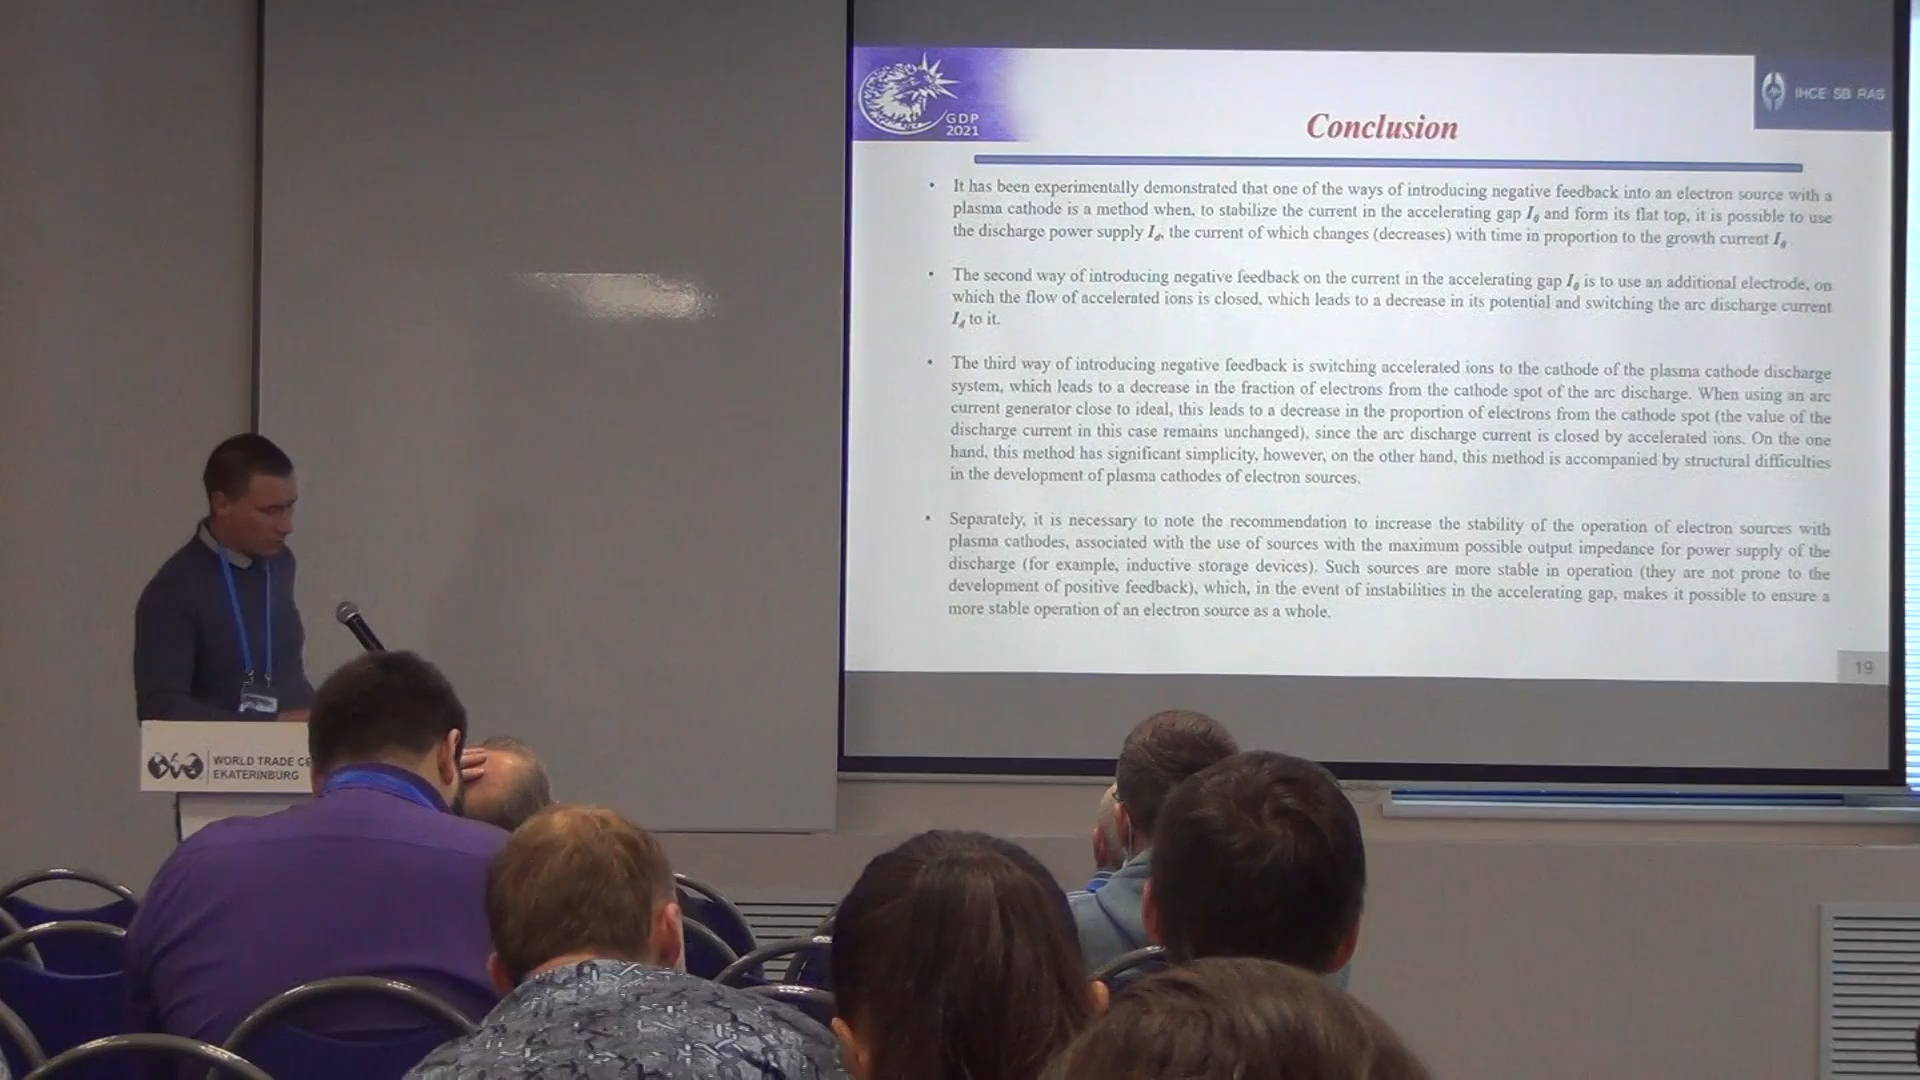 GDP
2021
IHCE SB RAS
Conclusion
• It has been experimentally demonstrated that one of the ways of introducing negative feedback into an electron source with a
plasma cathode is a method when, to stabilize the current in the accelerating gap Ig and form its flat top, it is possible to use
the discharge power supply Id, the current of which changes (decreases) with time in proportion to the growth current Ig
• The second way of introducing negative feedback on the current in the accelerating gap Ig is to use an additional electrode, on
which the flow of accelerated ions is closed, which leads to a decrease in its potential and switching the arc discharge current
Id to it.
• The third way of introducing negative feedback is switching accelerated ions to the cathode of the plasma cathode discharge
system, which leads to a decrease in the fraction of electrons from the cathode spot of the arc discharge. When using an arc
current generator close to ideal, this leads to a decrease in the proportion of electrons from the cathode spot (the value of the
discharge current in this case remains unchanged), since the arc discharge current is closed by accelerated ions. On the one
hand, this method has significant simplicity, however, on the other hand, this method is accompanied by structural difficulties
in the development of plasma cathodes of electron sources.
• Separately, it is necessary to note the recommendation to increase the stability of the operation of electron sources with
plasma cathodes, associated with the use of sources with the maximum possible output impedance for power supply of the
discharge (for example, inductive storage devices). Such sources are more stable in operation (they are not prone to the
development of positive feedback), which, in the event of instabilities in the accelerating gap, makes it possible to ensure a
more stable operation of an electron source as a whole.
19
WORLD TRADE CE
EKATERINBURG